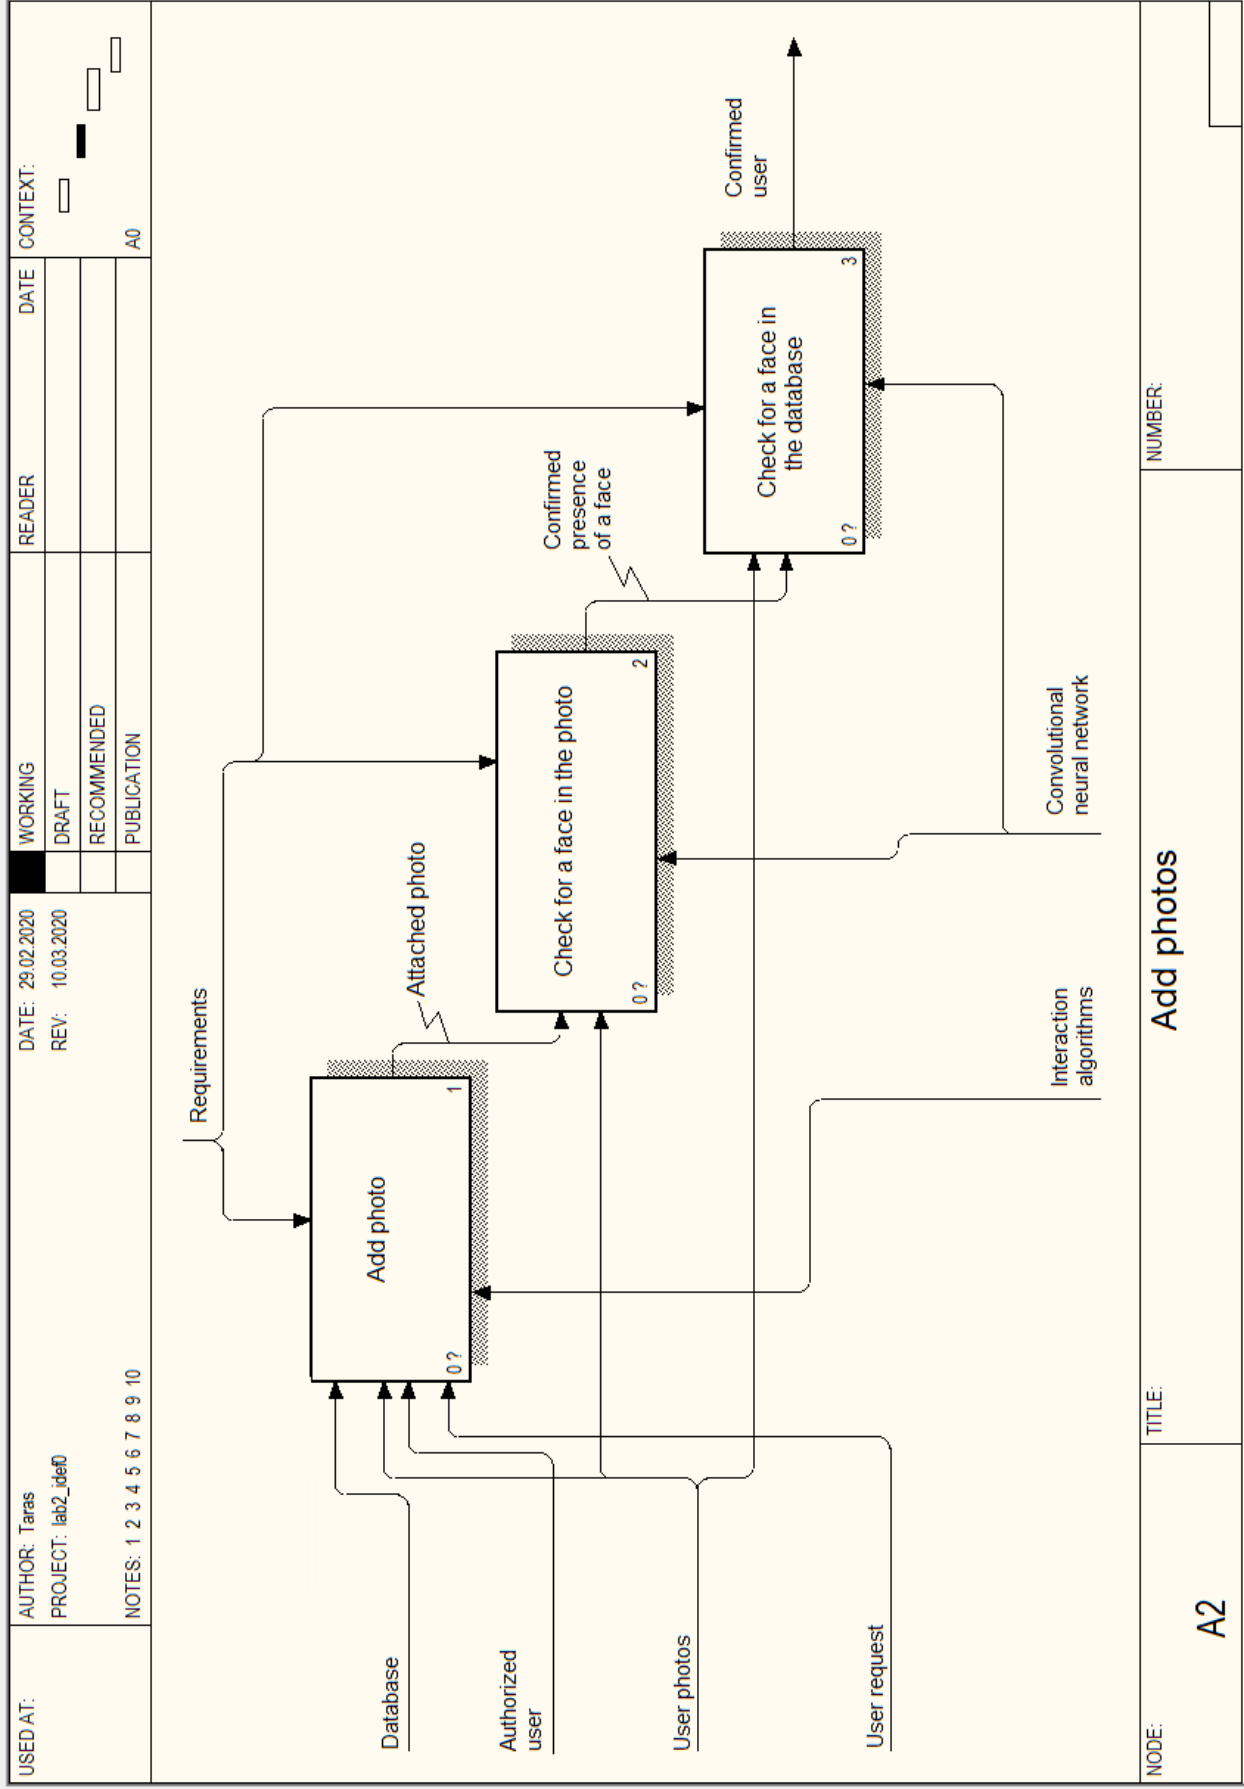 USED AT:
AUTHOR: Taras
DATE: 29.02.2020
WORKING
READER
DATE
CONTEXT:
PROJECT: lab2_idef0
REV: 10.03.2020
DRAFT
RECOMMENDED
NOTES: 1 2 3 4 5 6 7 8 9 10
PUBLICATION
A0
Requirements
Database
Add photo
0 ?
1
Attached photo
Authorized
user
Check for a face in the photo
0 ?
2
Confirmed
presence
of a face
User photos
Check for a face in
the database
0 ?
3
Confirmed
user
User request
Interaction
algorithms
Convolutional
neural network
NODE:
TITLE:
NUMBER:
A2
Add photos